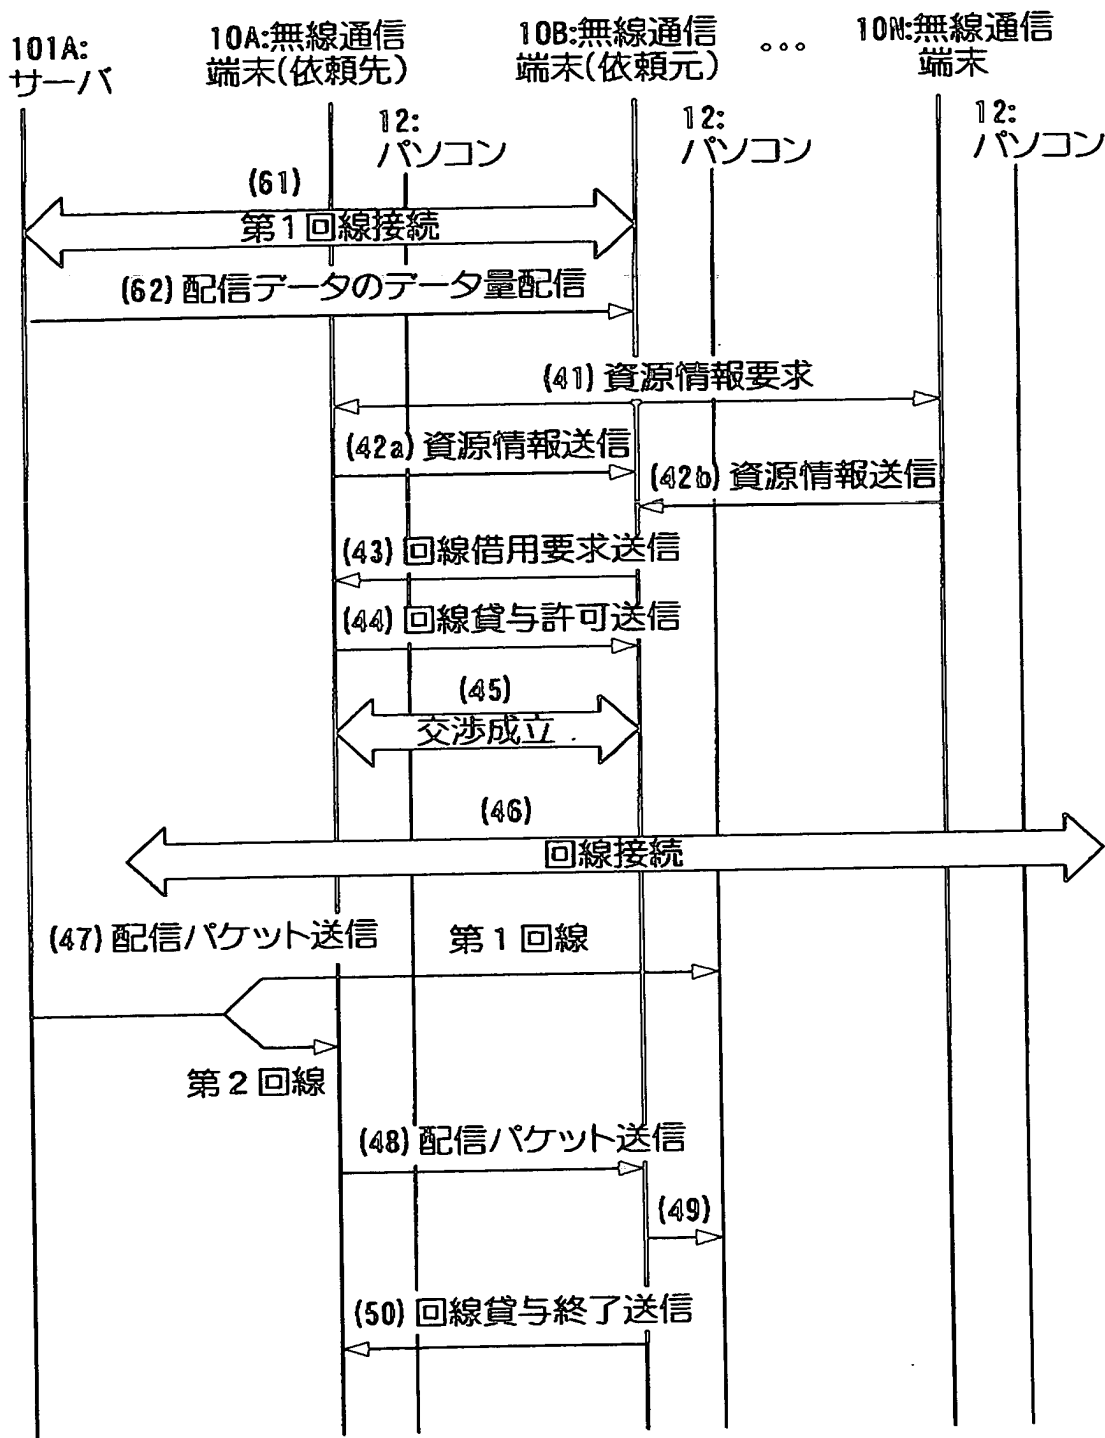 101A:
サーバ
10A:無線通信
端末(依頼先)
10B:無線通信
端末(依頼元)
○○○
10N:無線通信
端末
12:
パソコン
12:
パソコン
12:
パソコン
(61)
第1回線接続
(62)配信データのデータ量配信
(41)資源情報要求
(42a)資源情報送信
(42b)資源情報送信
(43)回線借用要求送信
(44)回線貸与許可送信
(45)
交渉成立
(46)
回線接続
(47)配信パケット送信
第1回線
第2回線
(48)配信パケット送信
(49)
(50)回線貸与終了送信